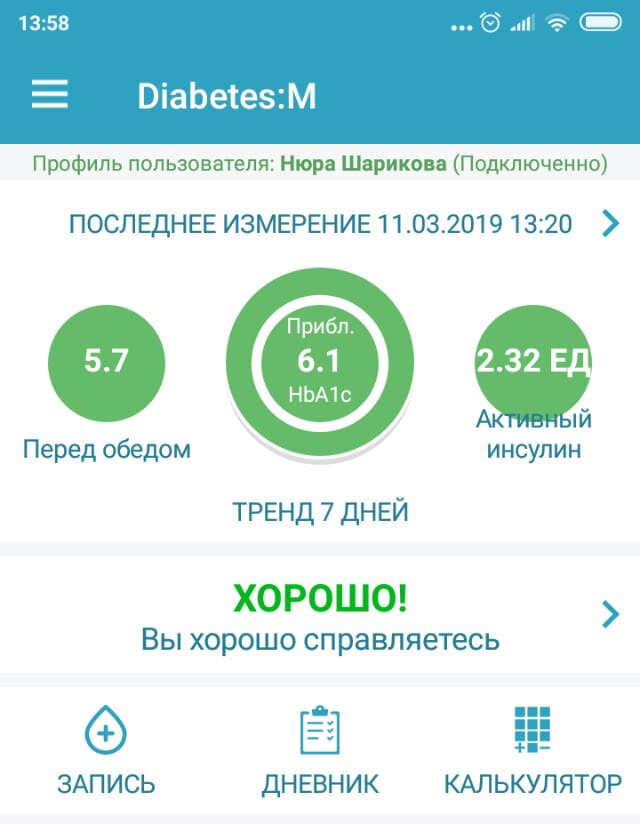 13:58
Diabetes:M
Профиль пользователя: Нюра Шарикова (Подключенно)
ПОСЛЕДНЕЕ ИЗМЕРЕНИЕ 11.03.2019 13:20
5.7
Перед обедом
Прибл.
6.1
HbA1c
2.32 ЕД
Активный
инсулин
ТРЕНД 7 ДНЕЙ
ХОРОШО!
Вы хорошо справляетесь
ЗАПИСЬ
ДНЕВНИК
КАЛЬКУЛЯТОР